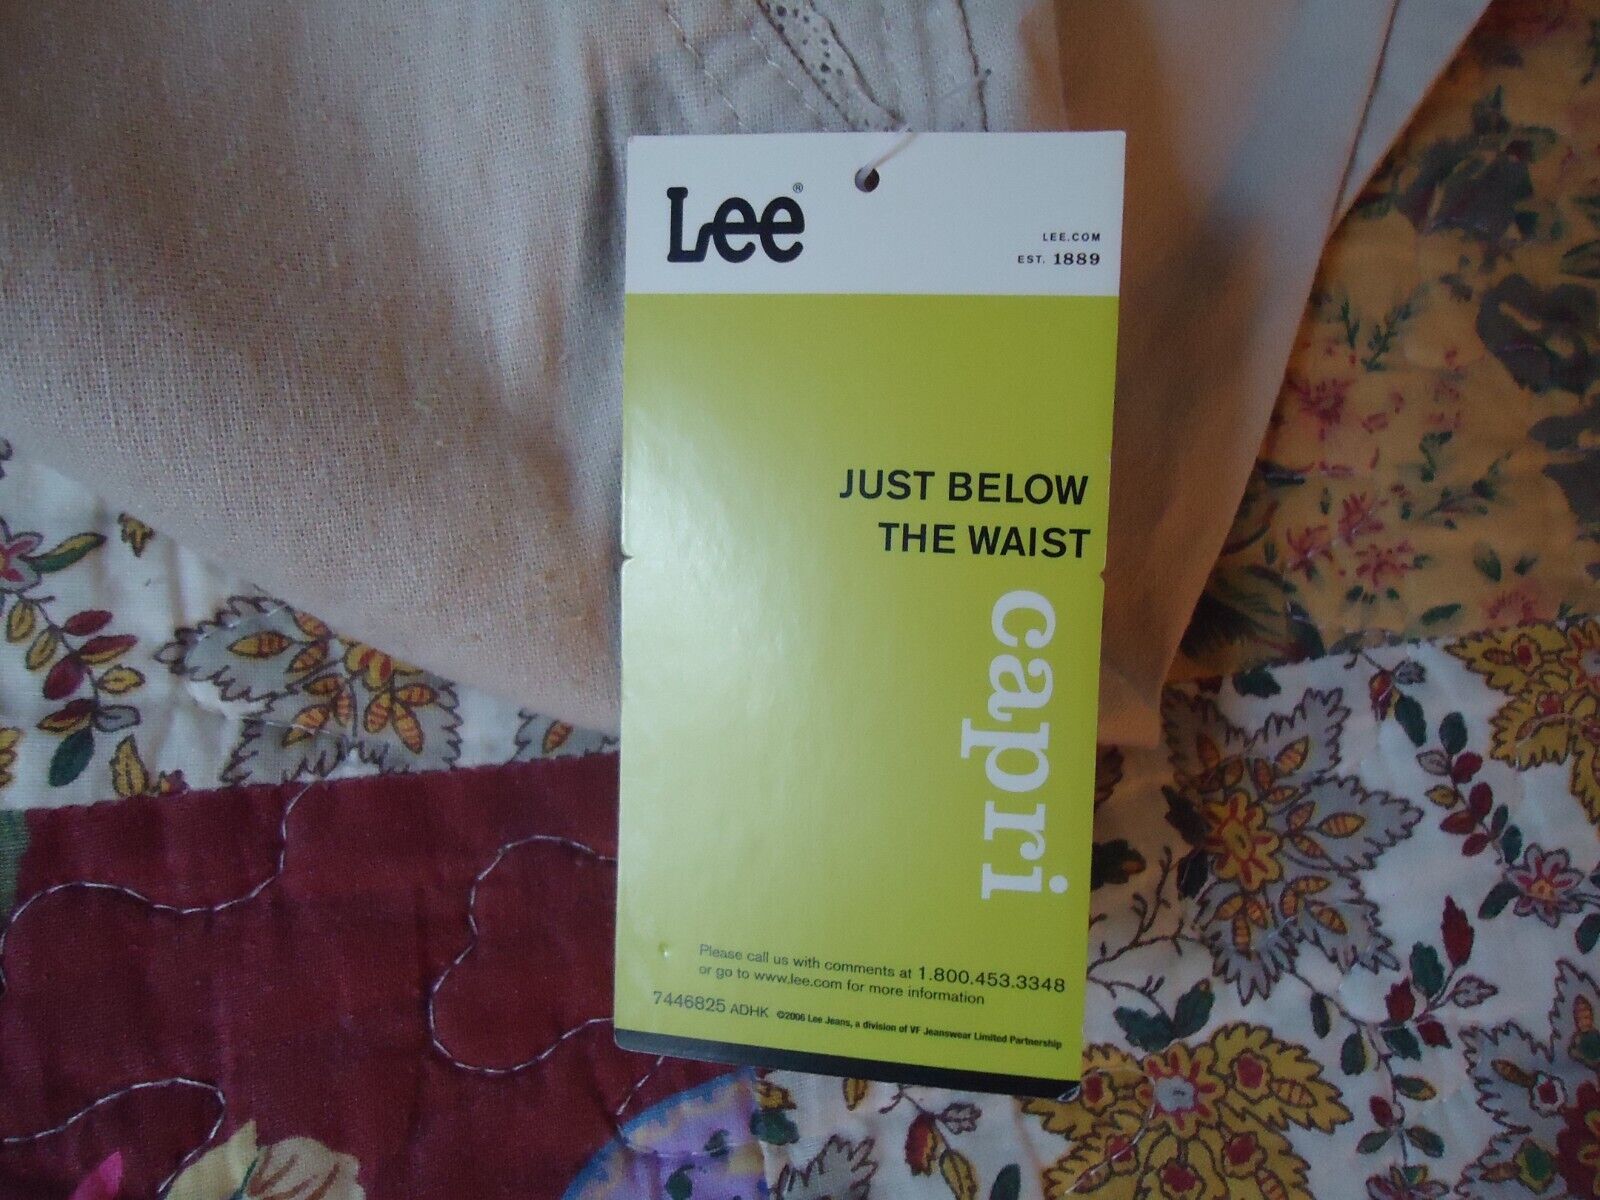 Lee®
LEE.COM
EST. 1889
JUST BELOW
THE WAIST
capri
Please call us with comments at 1.800.453.3348
or go to www.lee.com for more information
7446825 ADHK ©2006 Lee Jeans, a division of VF Jeanswear Limited Partnership